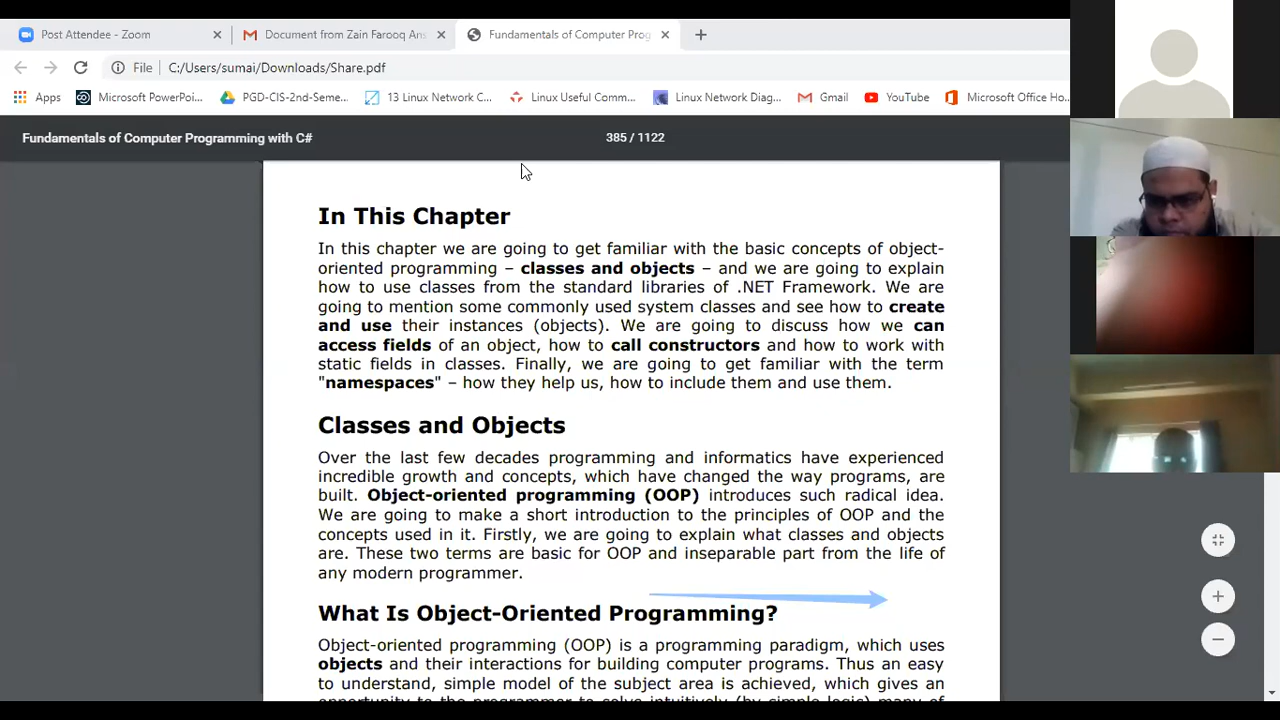 Post Attendee - Zoom
Document from Zain Farooq Ans
Fundamentals of Computer Prog
File C:/Users/sumai/Downloads/Share.pdf
Apps Microsoft PowerPoi... PGD-CIS-2nd-Seme... 13 Linux Network C... Linux Useful Comm... Linux Network Diag... Gmail YouTube Microsoft Office Ho
Fundamentals of Computer Programming with C# 385 / 1122
In This Chapter
In this chapter we are going to get familiar with the basic concepts of object-
oriented programming – classes and objects – and we are going to explain
how to use classes from the standard libraries of .NET Framework. We are
going to mention some commonly used system classes and see how to create
and use their instances (objects). We are going to discuss how we can
access fields of an object, how to call constructors and how to work with
static fields in classes. Finally, we are going to get familiar with the term
"namespaces" – how they help us, how to include them and use them.
Classes and Objects
Over the last few decades programming and informatics have experienced
incredible growth and concepts, which have changed the way programs, are
built. Object-oriented programming (OOP) introduces such radical idea.
We are going to make a short introduction to the principles of OOP and the
concepts used in it. Firstly, we are going to explain what classes and objects
are. These two terms are basic for OOP and inseparable part from the life of
any modern programmer.
What Is Object-Oriented Programming?
Object-oriented programming (OOP) is a programming paradigm, which uses
objects and their interactions for building computer programs. Thus an easy
to understand, simple model of the subject area is achieved, which gives an
opportunity to the programmer to solve intuitively (by simple logic) many of